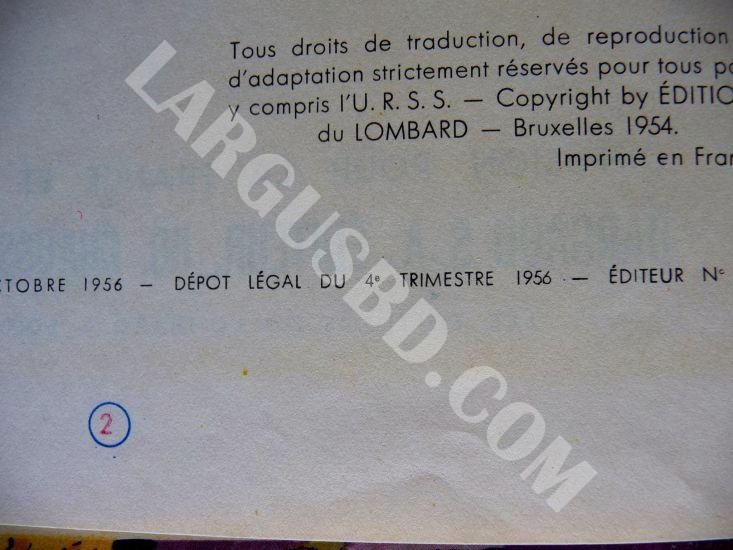 Tous droits de traduction, de reproduction
d'adaptation strictement réservés pour tous
y compris l'U. R. S. S. — Copyright by ÉDITIO
du LOMBARD — Bruxelles 1954.
Imprimé en Fran
CTOBRE 1956 — DÉPOT LÉGAL DU 4e TRIMESTRE 1956 — ÉDITEUR N°
2
LARGUSBD.COM